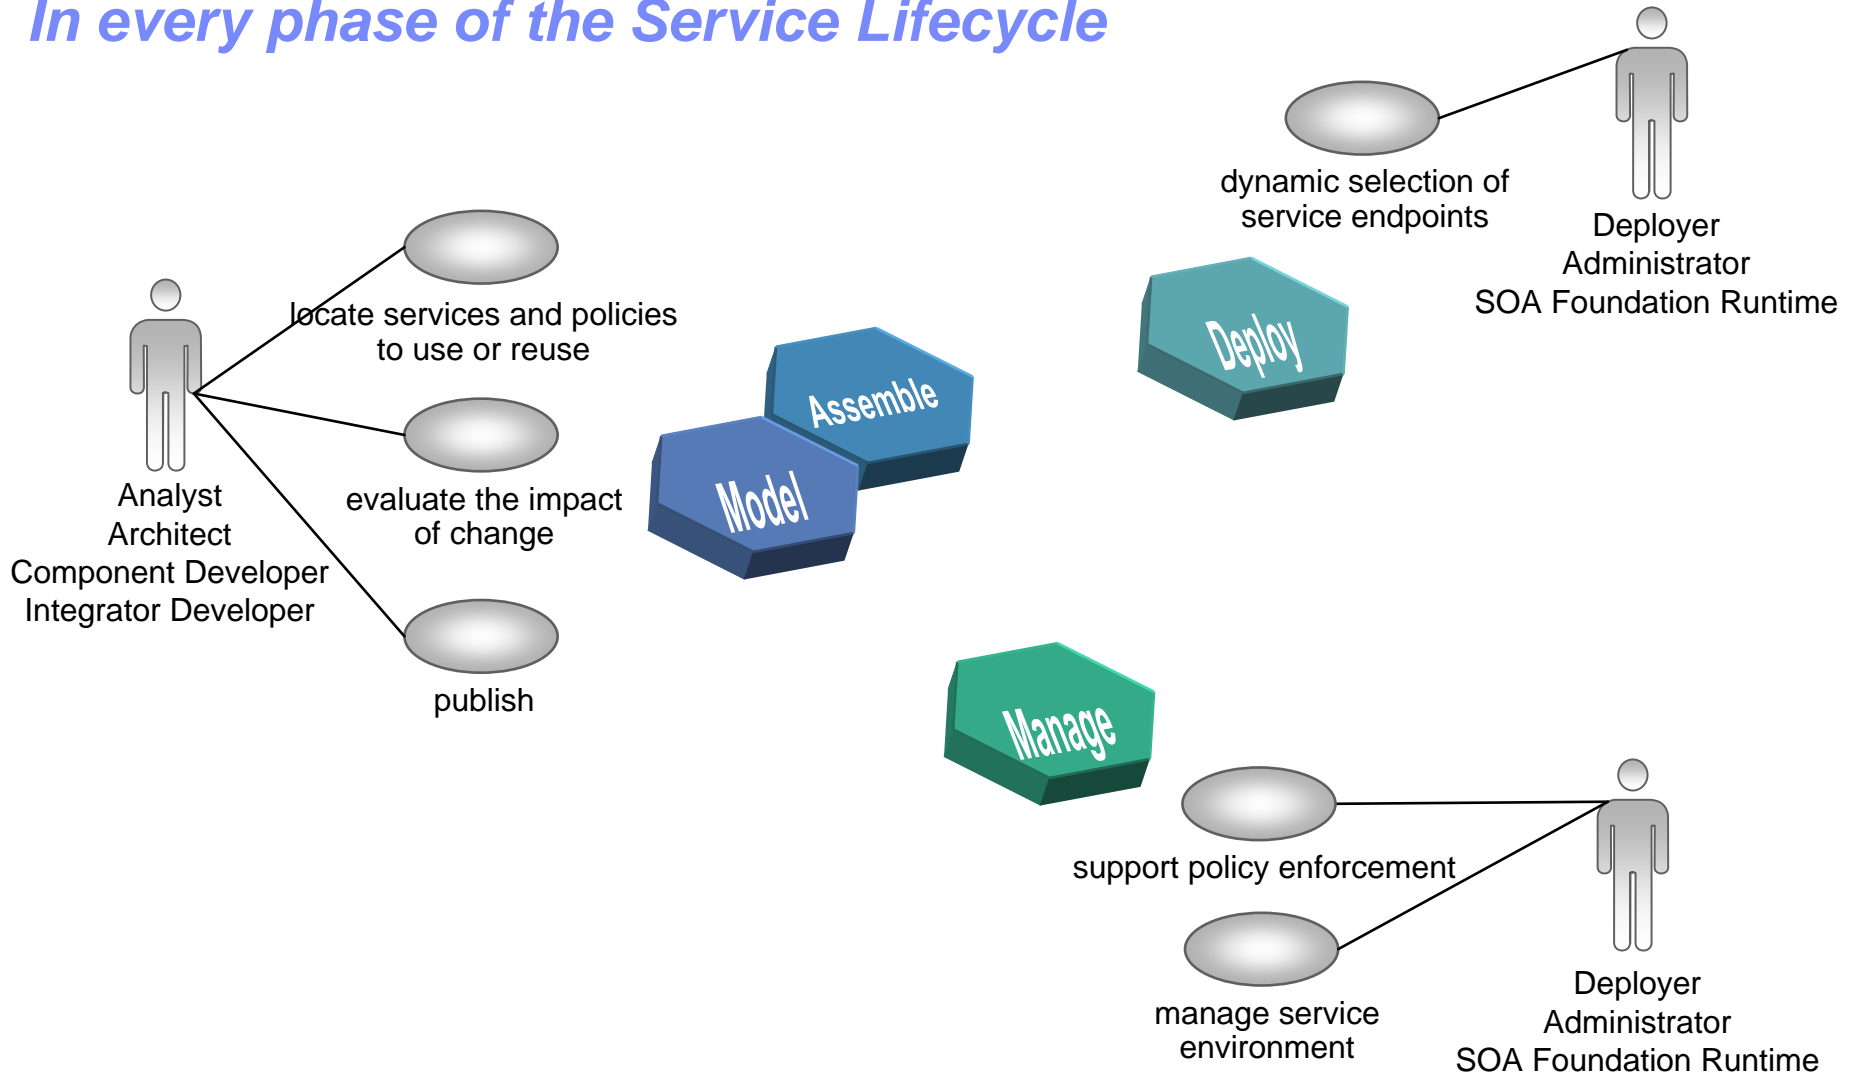 In every phase of the Service Lifecycle
dynamic selection of
service endpoints
Deployer
Administrator
SOA Foundation Runtime
locate services and policies
to use or reuse
Deploy
Assemble
Model
evaluate the impact
of change
Analyst
Architect
Component Developer
Integrator Developer
publish
Manage
support policy enforcement
manage service
environment
Deployer
Administrator
SOA Foundation Runtime